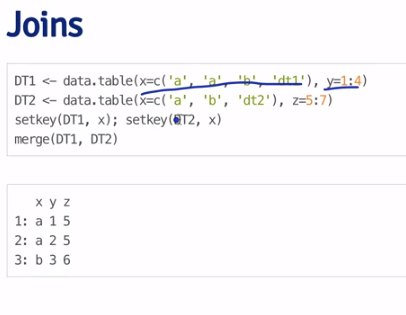 Joins
DT1 <- data.table(x=c('a', 'a', 'b', 'dt1'), y=1:4)
DT2 <- data.table(x=c('a', 'b', 'dt2'), z=5:7)
setkey(DT1, x); setkey(DT2, x)
merge(DT1, DT2)
x y z
1: a 1 5
2: a 2 5
3: b 3 6